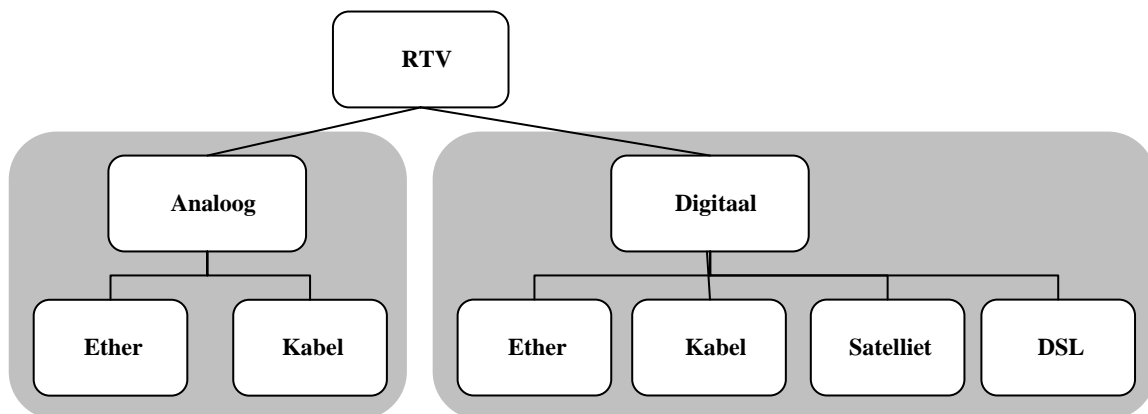 RTV
Analoog
Digitaal
Ether
Kabel
Ether
Kabel
Satelliet
DSL